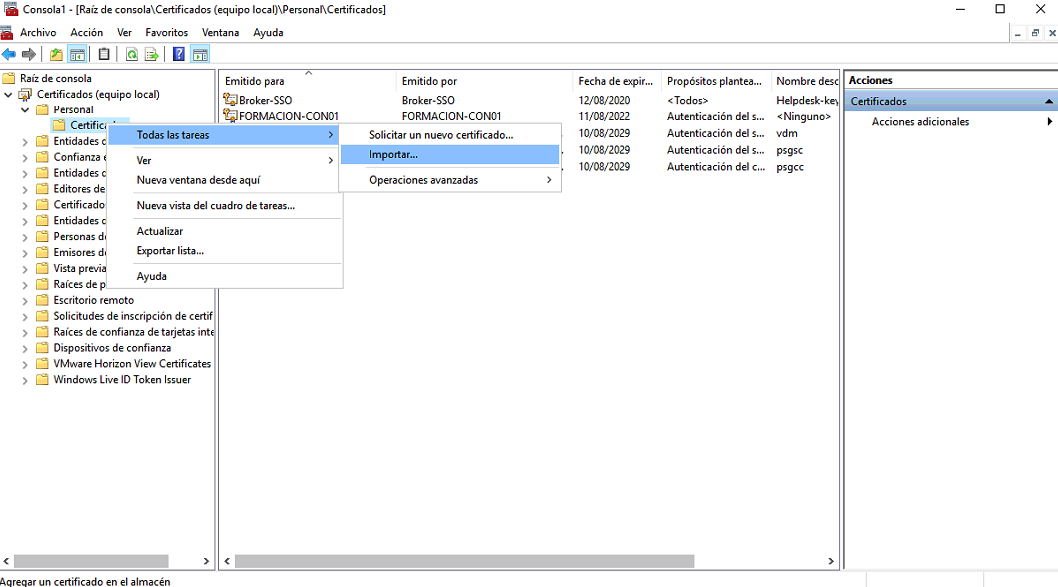 Consola1 - [Raíz de consola\Certificados (equipo local)\Personal\Certificados]
Archivo Acción Ver Favoritos Ventana Ayuda
Raíz de consola
Certificados (equipo local)
Personal
Certific
Entidades
Confianza
Entidades
Editores de
Certificado
Entidades
Personas d
Emisores d
Vista previa
Raíces de p
Escritorio remoto
Solicitudes de inscripción de certif
Raíces de confianza de tarjetas inte
Dispositivos de confianza
VMware Horizon View Certificates
Windows Live ID Token Issuer
Emitido para Emitido por Fecha de expir... Propósitos plantea... Nombre desc
Broker-SSO Broker-SSO 12/08/2020 <Todos> Helpdesk-key
FORMACION-CON01 FORMACION-CON01 11/08/2022 Autenticación del s... <Ninguno>
10/08/2029 Autenticación del s... vdm
10/08/2029 Autenticación del s... psgsc
10/08/2029 Autenticación del c... psgcc
Todas las tareas
Ver
Nueva ventana desde aquí
Nueva vista del cuadro de tareas...
Actualizar
Exportar lista...
Ayuda
Solicitar un nuevo certificado...
Importar...
Operaciones avanzadas
Acciones
Certificados
Acciones adicionales
Agregar un certificado en el almacén